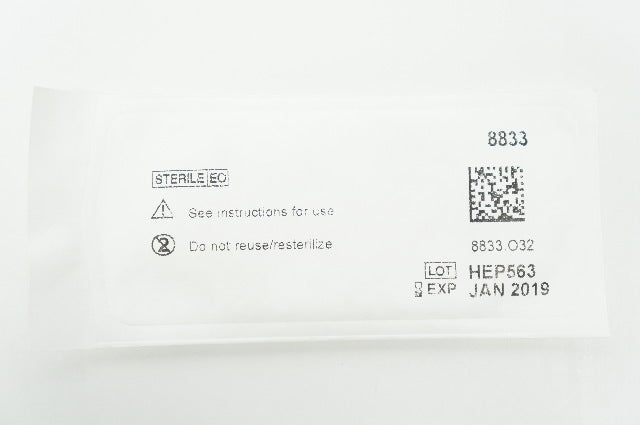 8833
STERILE EO
See instructions for use
Do not reuse/resterilize
8833.O32
LOT HEP563
EXP JAN 2019